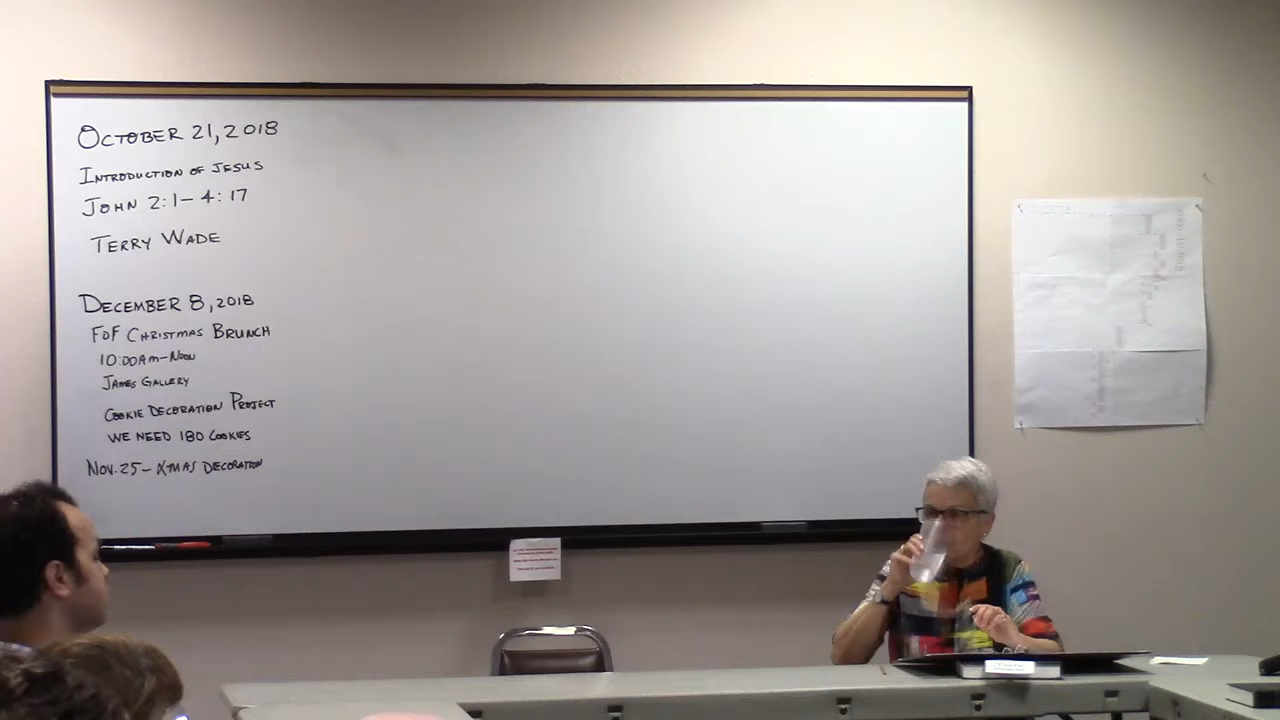 OCTOBER 21, 2018
INTRODUCTION OF JESUS
JOHN 2:1-4:17
TERRY WADE
DECEMBER 8, 2018
FOF CHRISTMAS BRUNCH
10:00AM-NOON
JAMES GALLERY
COOKIE DECORATION PROJECT
WE NEED 180 COOKIES
NOV. 25 - XMAS DECORATION